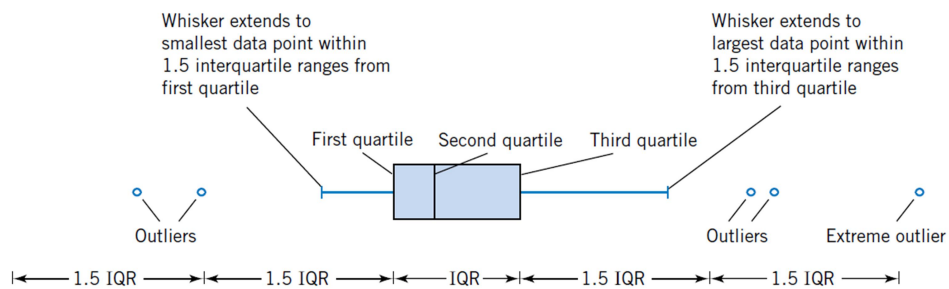 Whisker extends to
smallest data point within
1.5 interquartile ranges from
first quartile
Whisker extends to
largest data point within
1.5 interquartile ranges
from third quartile
First quartile
Second quartile
Third quartile
Outliers
Outliers
Extreme outlier
1.5 IQR
1.5 IQR
IQR
1.5 IQR
1.5 IQR